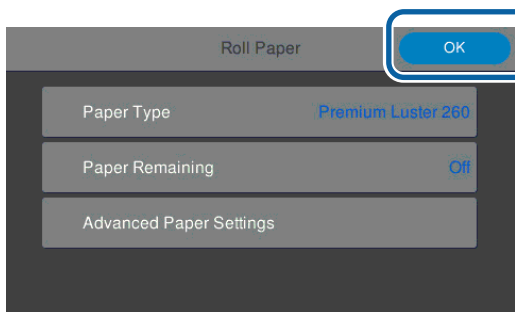 Roll Paper OK
Paper Type Premium Luster 260
Paper Remaining Off
Advanced Paper Settings